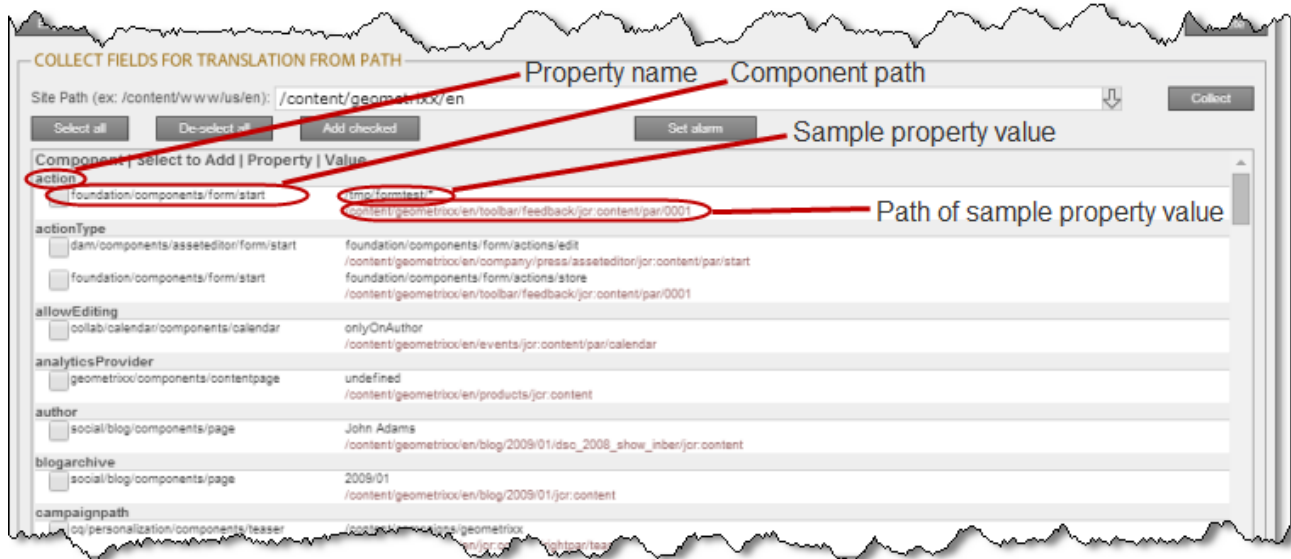 COLLECT FIELDS FOR TRANSLATION FROM PATH
Property name Component path
Site Path (ex: /content/www/us/en): /content/geometrixx/en Collect
Select all De-select all Add checked Set alarm
Sample property value
Component | Select to Add | Property | Value
action
foundation/components/form/start /tmp/formtest/*
/content/geometrixx/en/toolbar/feedback/jcr:content/par/0001
Path of sample property value
actionType
dam/components/asseteditor/form/start foundation/components/form/actions/edit
/content/geometrixx/en/company/press/asseteditor/jcr:content/par/start
foundation/components/form/start foundation/components/form/actions/store
/content/geometrixx/en/toolbar/feedback/jcr:content/par/0001
allowEditing
collab/calendar/components/calendar onlyOnAuthor
/content/geometrixx/en/events/jcr:content/par/calendar
analyticsProvider
geometrixx/components/contentpage undefined
/content/geometrixx/en/products/jcr:content
author
social/blog/components/page John Adams
/content/geometrixx/en/blog/2009/01/dsc_2008_show_inber/jcr:content
blogarchive
social/blog/components/page 2009/01
/content/geometrixx/en/blog/2009/01/jcr:content
campaignpath
cq/personalization/components/teaser /content/campaigns/geometrixx